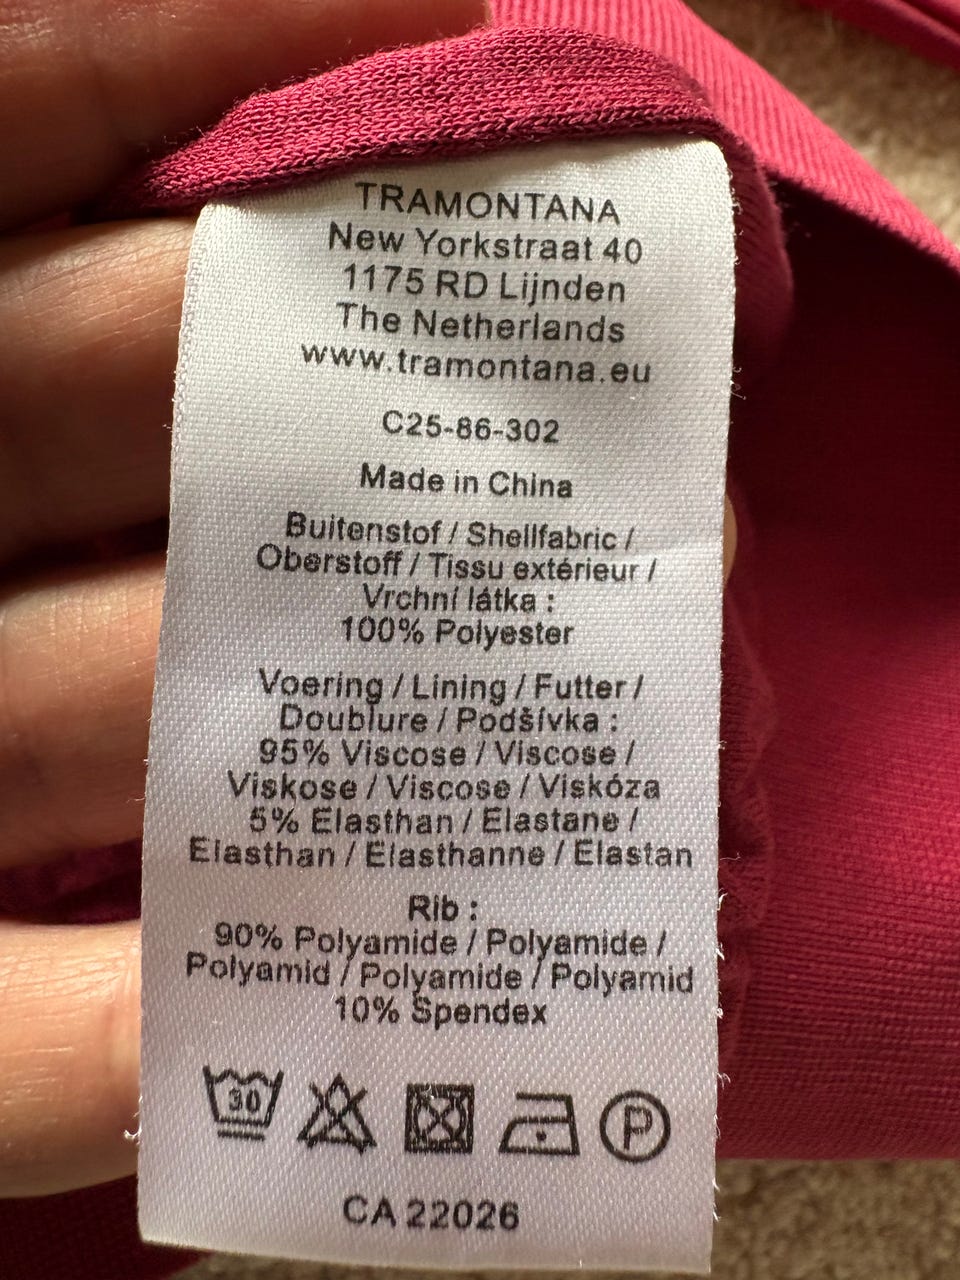 TRAMONTANA
New Yorkstraat 40
1175 RD Lijnden
The Netherlands
www.tramontana.eu
C25-86-302
Made in China
Buitenstof / Shellfabric /
Oberstoff / Tissu extérieur /
Vrchní látka :
100% Polyester
Voering / Lining / Futter /
Doublure / Podšívka :
95% Viscose / Viscose /
Viskose / Viscose / Viskóza
5% Elasthan / Elastane /
Elasthan / Elasthanne / Elastan
Rib :
90% Polyamide / Polyamide /
Polyamid / Polyamide / Polyamid
10% Spendex
30
P
CA 22026